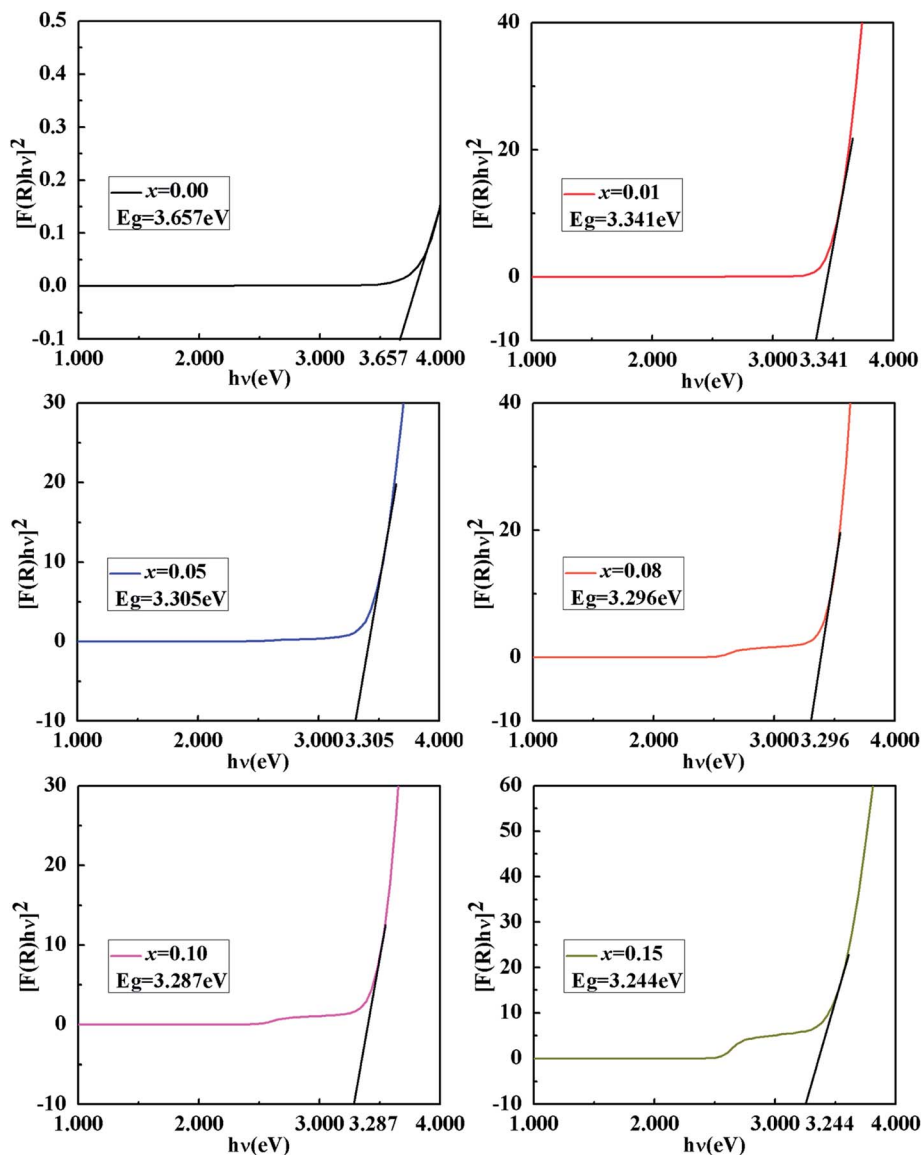 0.5
0.4
0.3
0.2
0.1
0.0
-0.1
[F(R)hν]²
x=0.00
Eg=3.657eV
1.000 2.000 3.000 3.657 4.000
hν(eV)
40
20
0
-10
[F(R)hν]²
x=0.01
Eg=3.341eV
1.000 2.000 3.000 3.341 4.000
hν(eV)
30
20
10
0
-10
[F(R)hν]²
x=0.05
Eg=3.305eV
1.000 2.000 3.000 3.305 4.000
hν(eV)
40
20
0
-10
[F(R)hν]²
x=0.08
Eg=3.296eV
1.000 2.000 3.000 3.296 4.000
hν(eV)
30
20
10
0
-10
[F(R)hν]²
x=0.10
Eg=3.287eV
1.000 2.000 3.000 3.287 4.000
hν(eV)
60
50
40
30
20
10
0
-10
[F(R)hν]²
x=0.15
Eg=3.244eV
1.000 2.000 3.000 3.244 4.000
hν(eV)